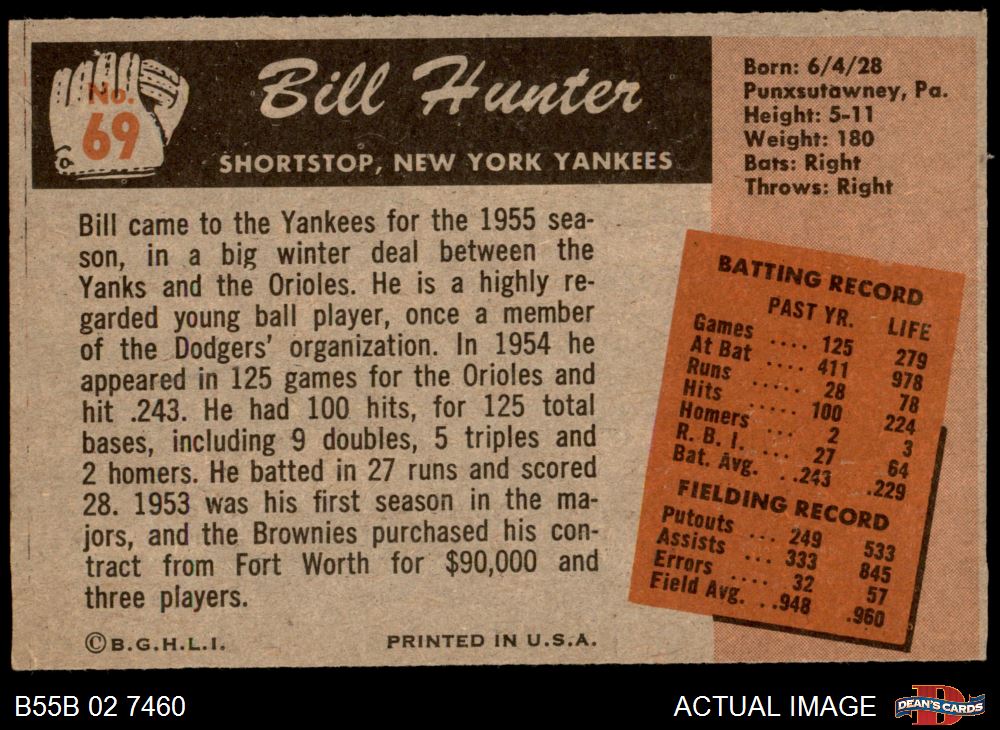 No.
69
Bill Hunter
SHORTSTOP, NEW YORK YANKEES
Born: 6/4/28
Punxsutawney, Pa.
Height: 5-11
Weight: 180
Bats: Right
Throws: Right
Bill came to the Yankees for the 1955 sea-
son, in a big winter deal between the
Yanks and the Orioles. He is a highly re-
garded young ball player, once a member
of the Dodgers' organization. In 1954 he
appeared in 125 games for the Orioles and
hit .243. He had 100 hits, for 125 total
bases, including 9 doubles, 5 triples and
2 homers. He batted in 27 runs and scored
28. 1953 was his first season in the ma-
jors, and the Brownies purchased his con-
tract from Fort Worth for $90,000 and
three players.
BATTING RECORD
PAST YR. LIFE
Games .... 125 279
At Bat .... 411 978
Runs ..... 28 78
Hits ..... 100 224
Homers .... 2 3
R. B. I. ... 27 64
Bat. Avg. ..243 .229
FIELDING RECORD
Putouts ... 249 533
Assists ... 333 845
Errors .... 32 57
Field Avg. ..948 .960
©B.G.H.L.I. PRINTED IN U.S.A.
B55B 02 7460 ACTUAL IMAGE DEAN'S CARDS